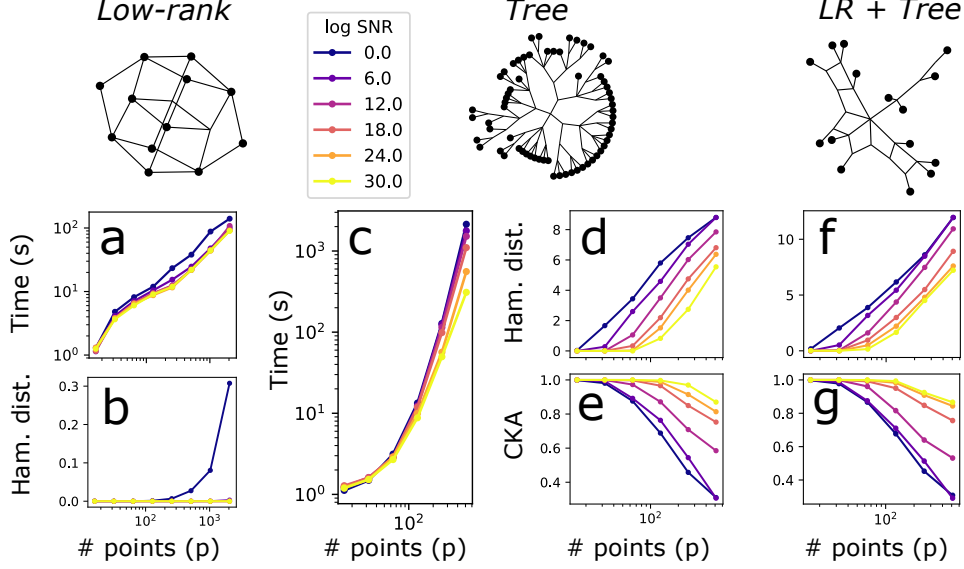 Low-rank
Tree
LR + Tree
log SNR
0.0
6.0
12.0
18.0
24.0
30.0
a
Time (s)
10²
10¹
10⁰
b
Ham. dist.
0.3
0.2
0.1
0.0
10²
10³
# points (p)
c
Time (s)
10³
10²
10¹
10⁰
10²
# points (p)
d
Ham. dist.
8
6
4
2
0
e
CKA
1.0
0.8
0.6
0.4
10²
# points (p)
f
10
5
0
g
1.0
0.8
0.6
0.4
10²
# points (p)